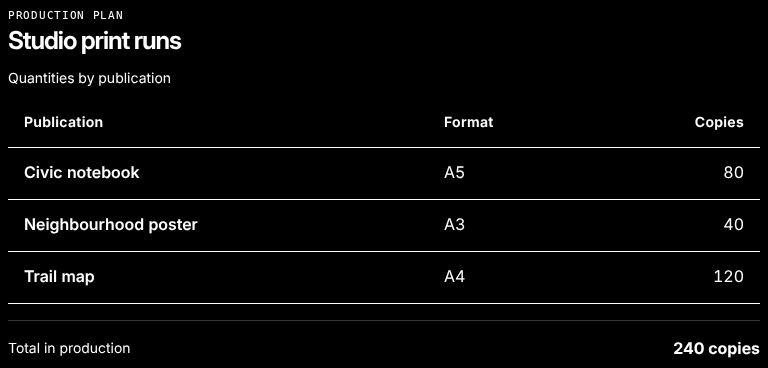 PRODUCTION PLAN
Studio print runs
Quantities by publication
Publication Format Copies
Civic notebook A5 80
Neighbourhood poster A3 40
Trail map A4 120
Total in production 240 copies